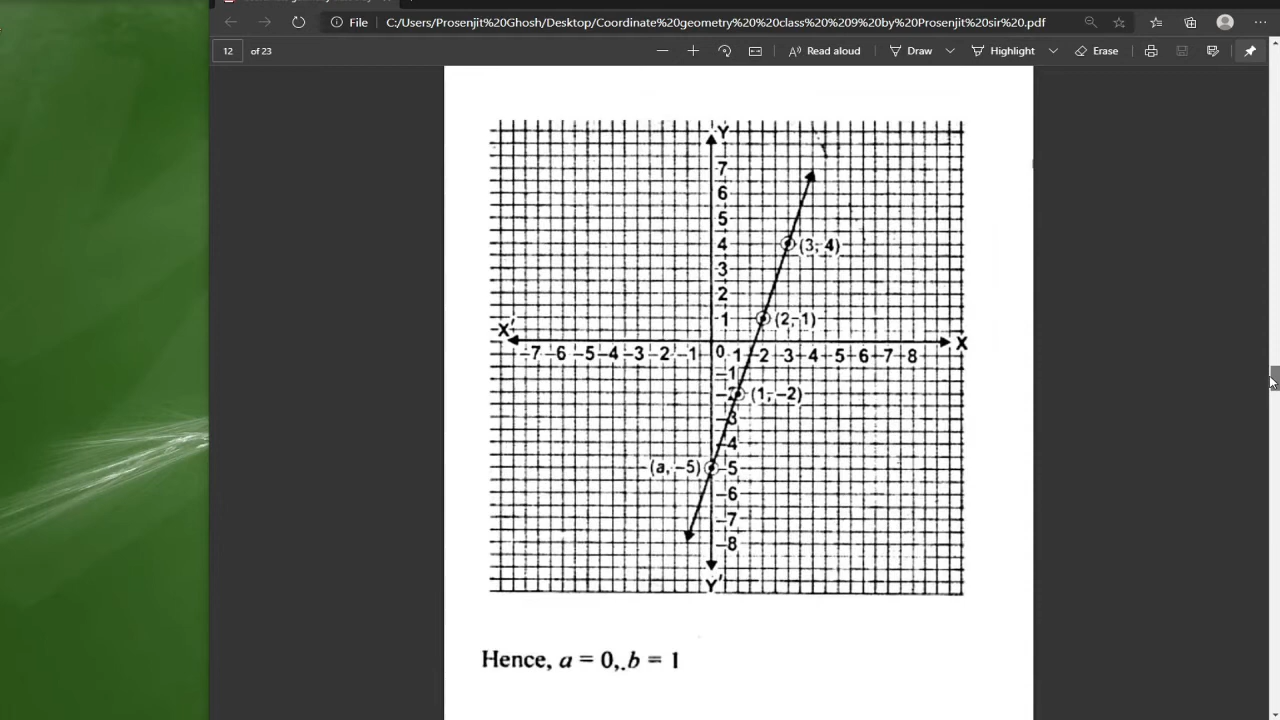 File C:/Users/Prosenjit%20Ghosh/Desktop/Coordinate%20geometry%20%20class%20%209%20by%20Prosenjit%20sir%20.pdf
12 of 23 Read aloud Draw Highlight Erase
Y
7
6
5
(3, 4)
4
3
2
1 (2, 1)
X' X
-7 -6 -5 -4 -3 -2 -1 0 1 2 3 4 5 6 7 8
-1
-2 (1, -2)
-3
-4
(a, -5) -5
-6
-7
-8
Y'
Hence, a = 0,.b = 1